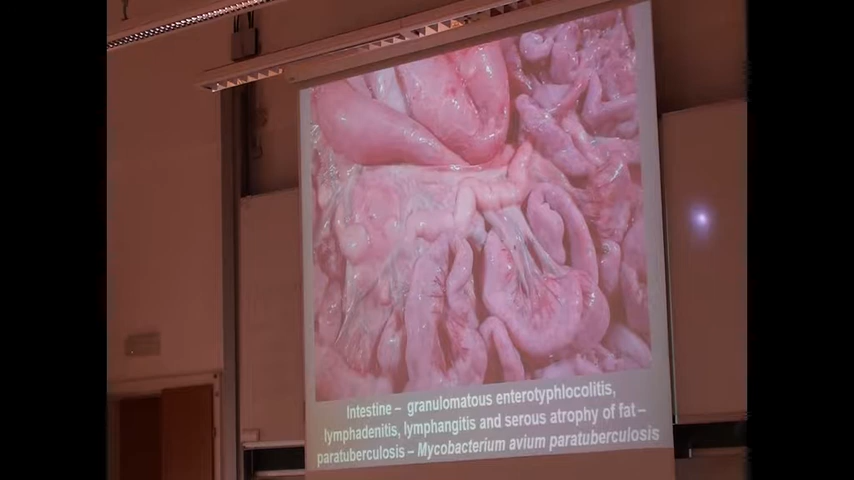 Intestine – granulomatous enterotyphlocolitis,
lymphadenitis, lymphangitis and serous atrophy of fat –
paratuberculosis – Mycobacterium avium paratuberculosis